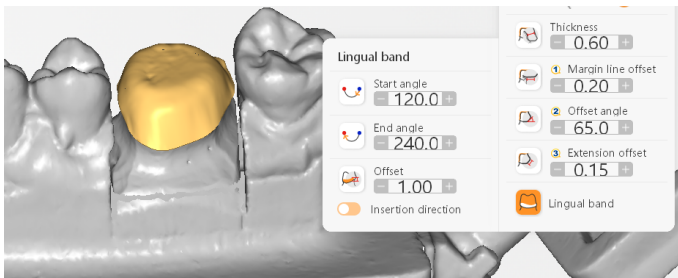 Lingual band
Start angle
- 120.0 +
End angle
- 240.0 +
Offset
- 1.00 +
Insertion direction
Thickness
- 0.60 +
1 Margin line offset
- 0.20 +
2 Offset angle
- 65.0 +
3 Extension offset
- 0.15 +
Lingual band